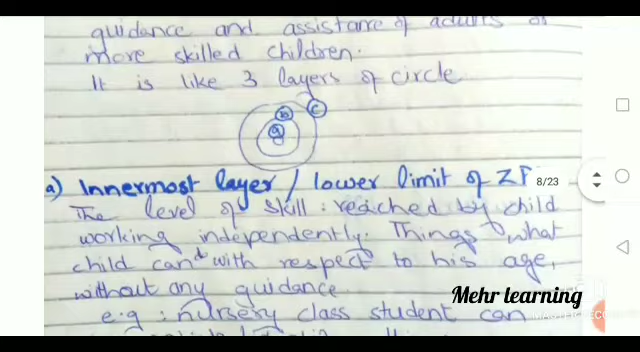 guidance and assistance of adults or
more skilled children.
It is like 3 layers of circle
a b c
a) Innermost layer / lower limit of ZP
8/23
The level of skill : reached by child
working independently. Things what
child can do with respect to his age,
without any guidance.
Mehr learning
e.g : nursery class student can